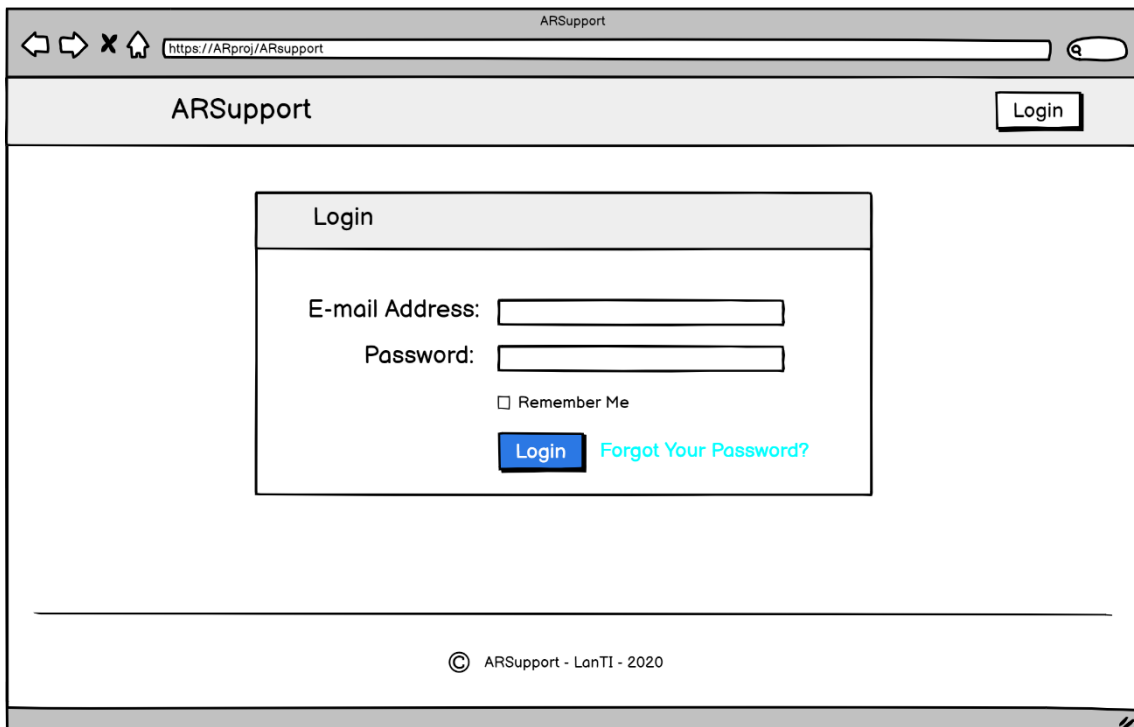 ARSupport
https://ARproj/ARsupport
ARSupport
Login
Login
E-mail Address:
Password:
Remember Me
Login Forgot Your Password?
© ARSupport - LanTI - 2020